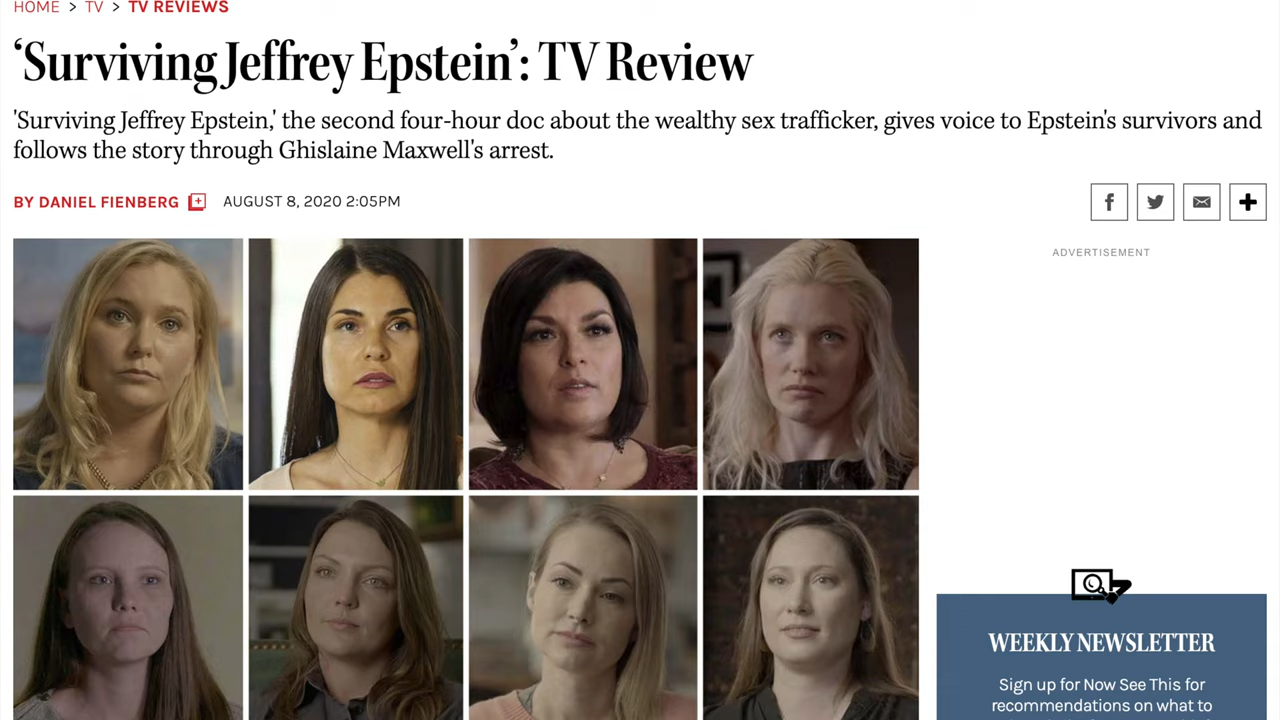 HOME > TV > TV REVIEWS
‘Surviving Jeffrey Epstein’: TV Review
'Surviving Jeffrey Epstein,' the second four-hour doc about the wealthy sex trafficker, gives voice to Epstein's survivors and
follows the story through Ghislaine Maxwell's arrest.
BY DANIEL FIENBERG AUGUST 8, 2020 2:05PM
ADVERTISEMENT
WEEKLY NEWSLETTER
Sign up for Now See This for
recommendations on what to